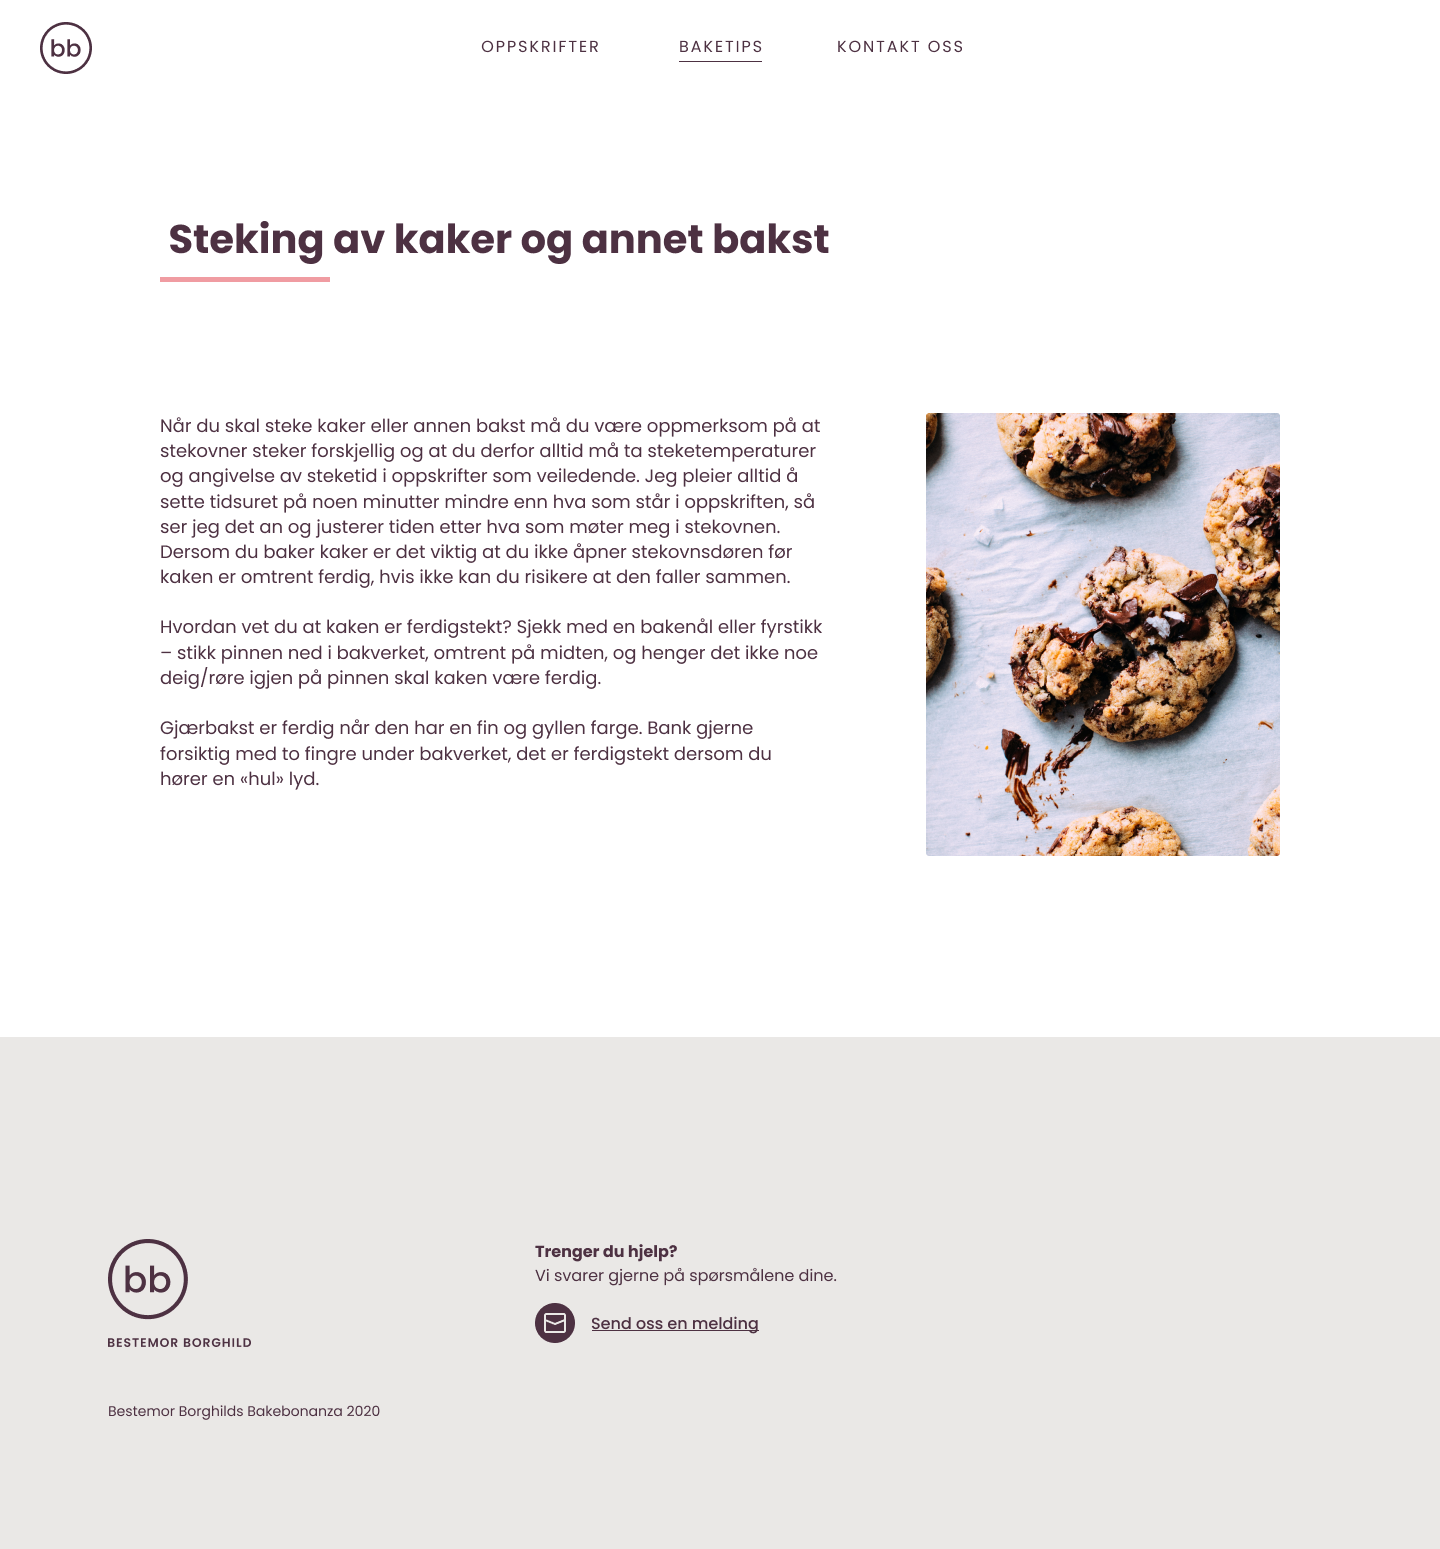 bb
OPPSKRIFTER
BAKETIPS
KONTAKT OSS
Steking av kaker og annet bakst
Når du skal steke kaker eller annen bakst må du være oppmerksom på at
stekovner steker forskjellig og at du derfor alltid må ta steketemperaturer
og angivelse av steketid i oppskrifter som veiledende. Jeg pleier alltid å
sette tidsuret på noen minutter mindre enn hva som står i oppskriften, så
ser jeg det an og justerer tiden etter hva som møter meg i stekovnen.
Dersom du baker kaker er det viktig at du ikke åpner stekovnsdøren før
kaken er omtrent ferdig, hvis ikke kan du risikere at den faller sammen.
Hvordan vet du at kaken er ferdigstekt? Sjekk med en bakenål eller fyrstikk
– stikk pinnen ned i bakverket, omtrent på midten, og henger det ikke noe
deig/røre igjen på pinnen skal kaken være ferdig.
Gjærbakst er ferdig når den har en fin og gyllen farge. Bank gjerne
forsiktig med to fingre under bakverket, det er ferdigstekt dersom du
hører en «hul» lyd.
bb
BESTEMOR BORGHILD
Trenger du hjelp?
Vi svarer gjerne på spørsmålene dine.
Send oss en melding
Bestemor Borghilds Bakebonanza 2020